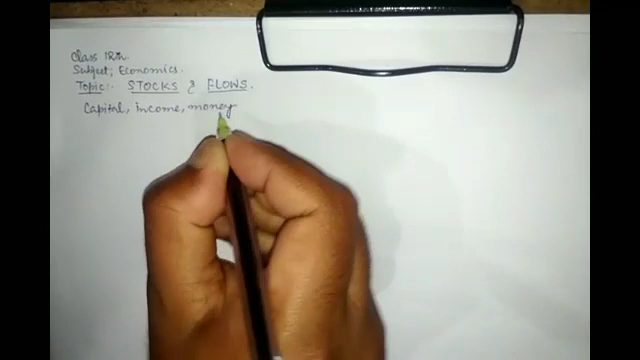 Class 12th.
Subject; Economics.
Topic:- STOCKS & FLOWS.
Capital, income, money